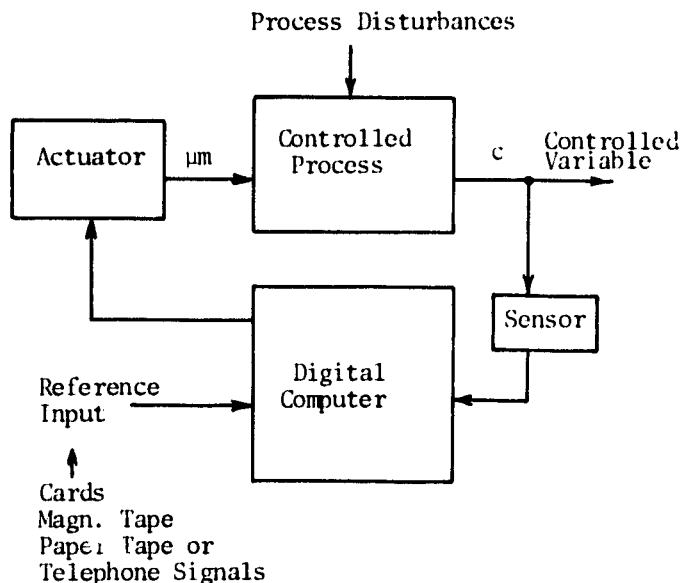 Process Disturbances
Actuator
µm
Controlled
Process
c
Controlled
Variable
Sensor
Digital
Computer
Reference
Input
Cards
Magn. Tape
Paper Tape or
Telephone Signals